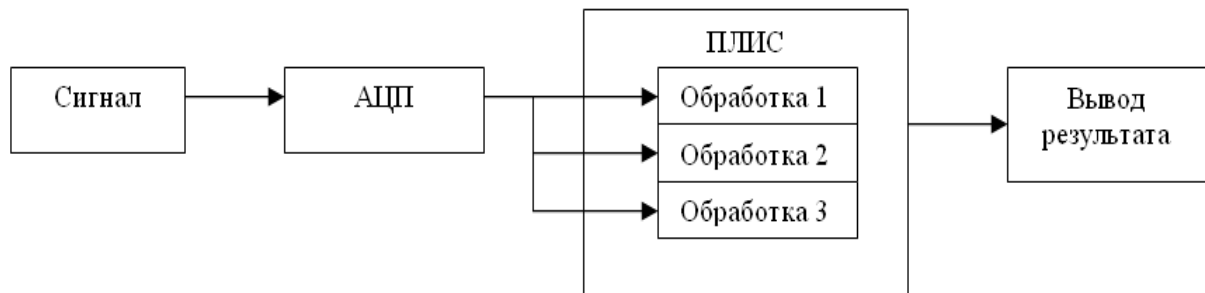 Сигнал
АЦП
ПЛИС
Обработка 1
Обработка 2
Обработка 3
Вывод
результата